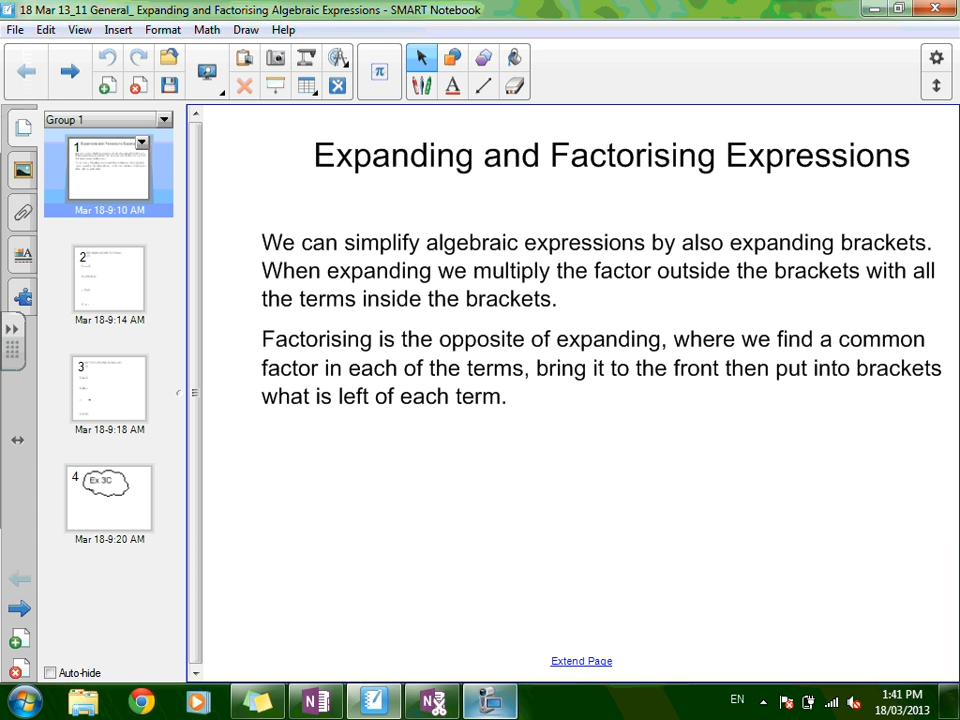 18 Mar 13_11 General_ Expanding and Factorising Algebraic Expressions - SMART Notebook
File Edit View Insert Format Math Draw Help
Group 1
1
Mar 18-9:10 AM
2
Mar 18-9:14 AM
3
Mar 18-9:18 AM
4 Ex 3C
Mar 18-9:20 AM
Auto-hide
Expanding and Factorising Expressions
We can simplify algebraic expressions by also expanding brackets.
When expanding we multiply the factor outside the brackets with all
the terms inside the brackets.
Factorising is the opposite of expanding, where we find a common
factor in each of the terms, bring it to the front then put into brackets
what is left of each term.
Extend Page
EN
1:41 PM
18/03/2013